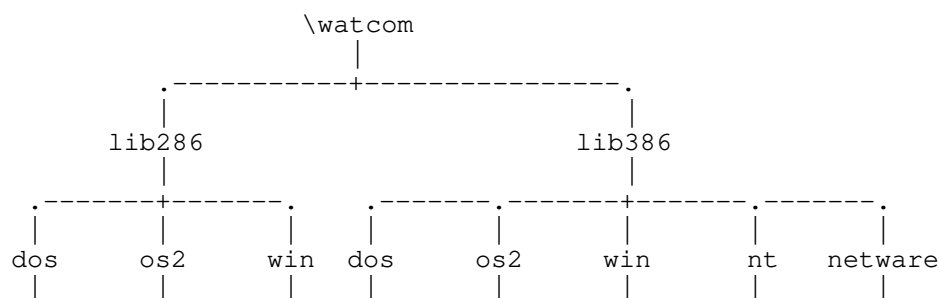 \watcom
|
.-----------+---------------.
| |
lib286 lib386
| |
.-------+-------. .-------.-------+-------.-------.
| | | | | | | |
dos os2 win dos os2 win nt netware
| | | | | | | |